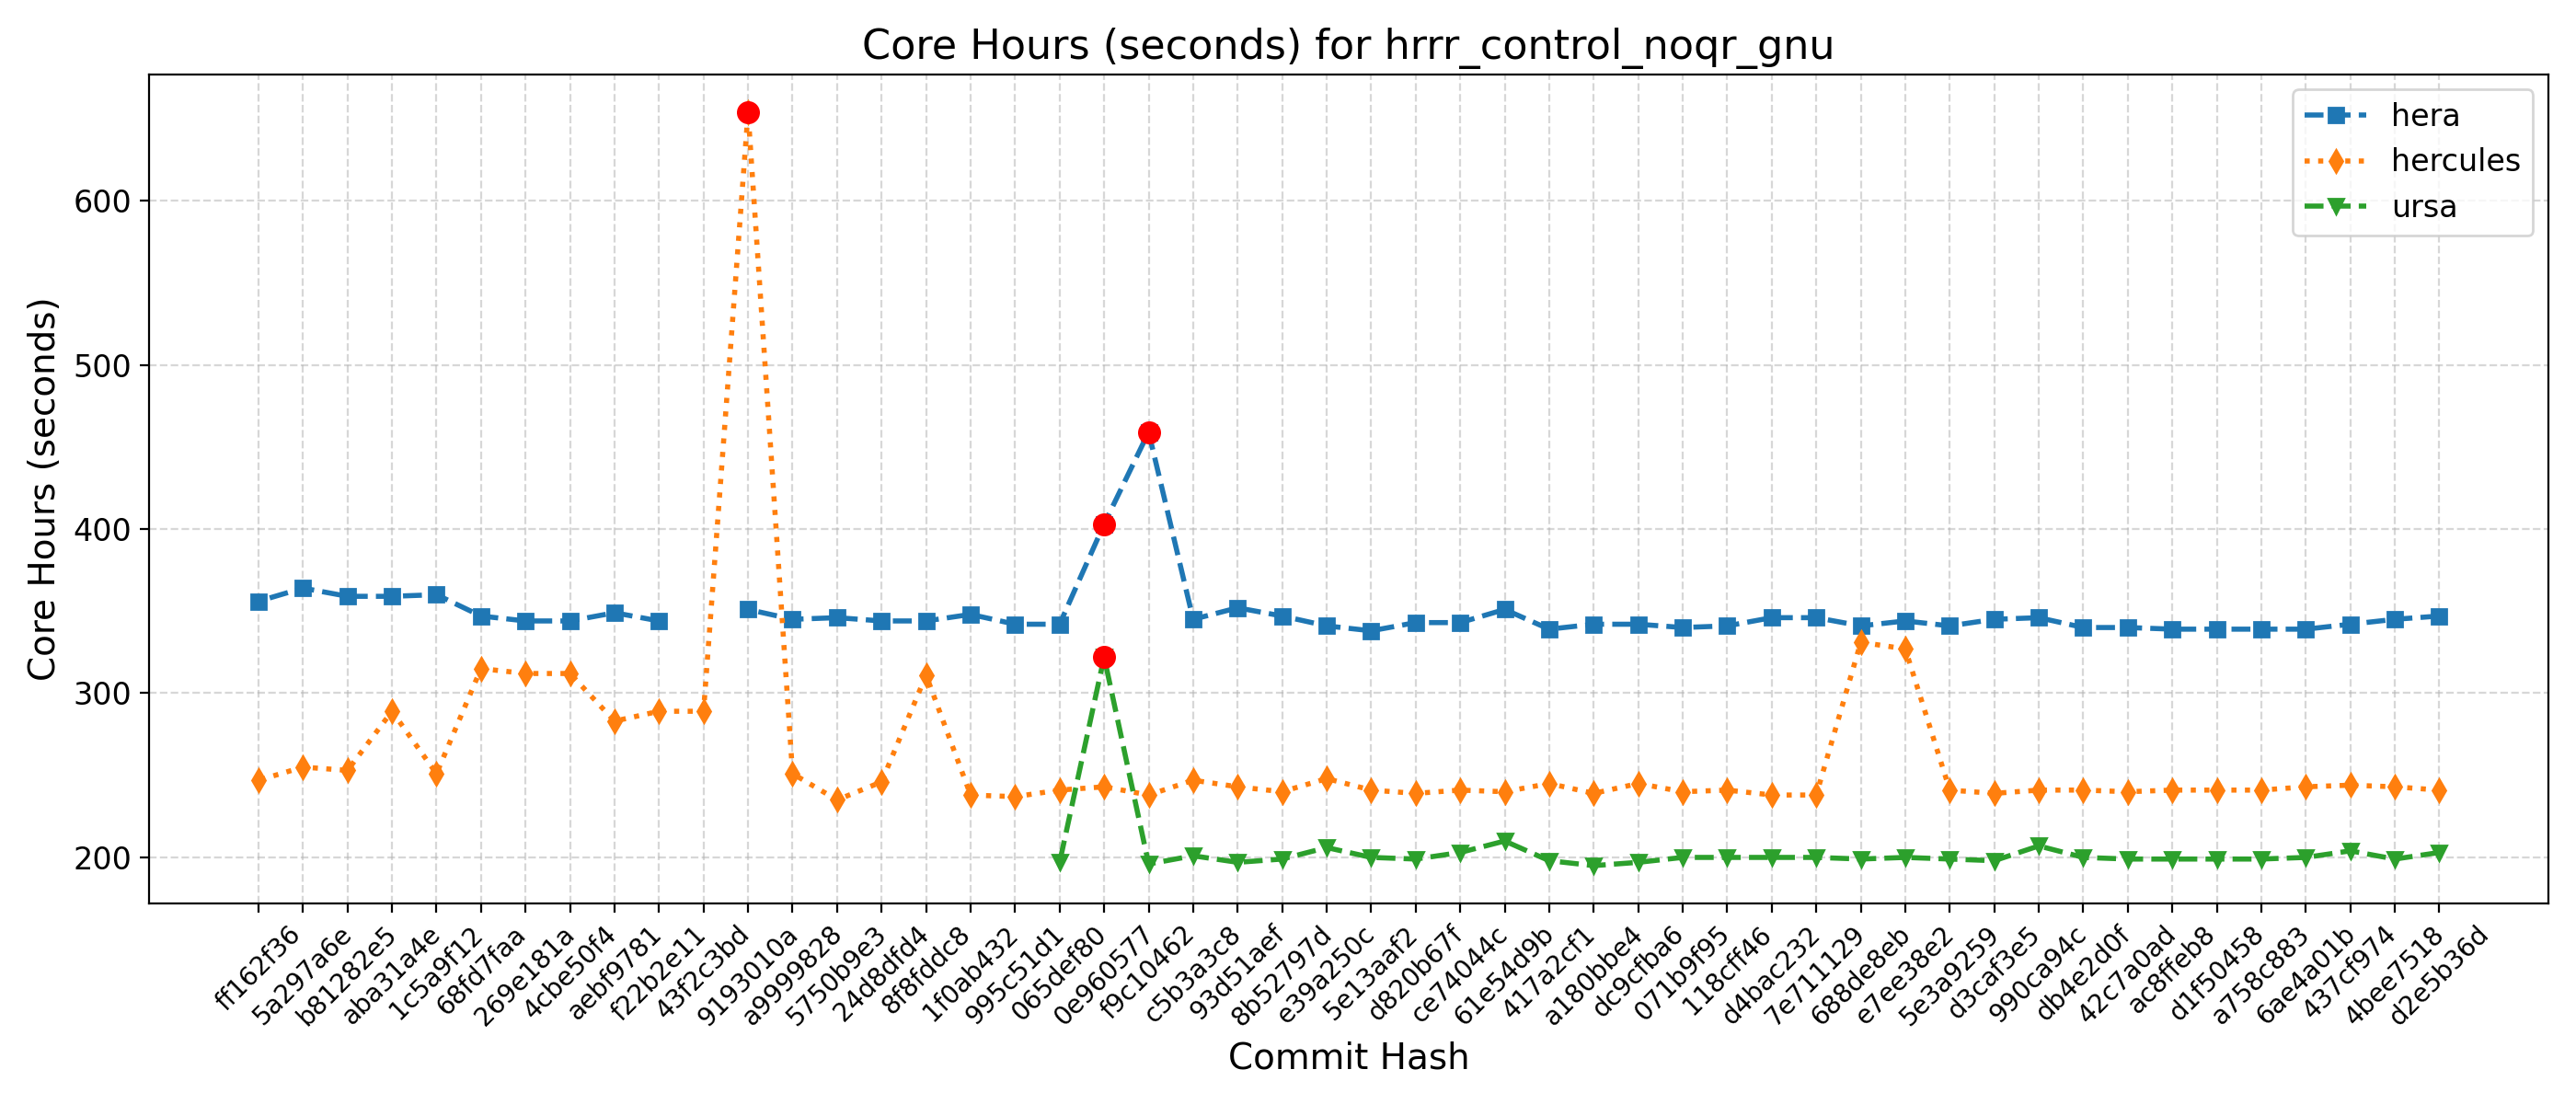 Core Hours (seconds) for hrrr_control_noqr_gnu
hera
hercules
ursa
Core Hours (seconds)
600
500
400
300
200
ff162f36
5a297a6e
b81282e5
aba31a4e
1c5a9f12
68fd7faa
269e181a
4cbe50f4
aebf9781
f22b2e11
43f2c3bd
9193010a
a9999828
5750b9e3
24d8dfd4
8f8fddc8
1f0ab432
995c51d1
065def80
0e960577
f9c10462
c5b3a3c8
93d51aef
8b52797d
e39a250c
5e13aaf2
d820b67f
ce74044c
61e54d9b
417a2cf1
a180bbe4
dc9cfba6
071b9f95
118cff46
d4bac232
7e711129
688de8eb
e7ee38e2
5e3a9259
d3caf3e5
990ca94c
db4e2d0f
42c7a0ad
ac8ffeb8
d1f50458
a758c883
6ae4a01b
437cf974
4bee7518
d2e5b36d
Commit Hash